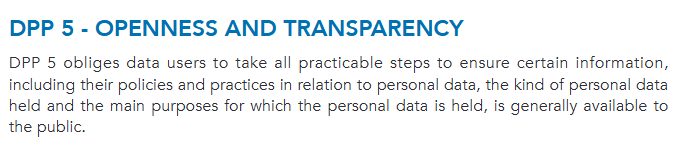 DPP 5 - OPENNESS AND TRANSPARENCY
DPP 5 obliges data users to take all practicable steps to ensure certain information,
including their policies and practices in relation to personal data, the kind of personal data
held and the main purposes for which the personal data is held, is generally available to
the public.